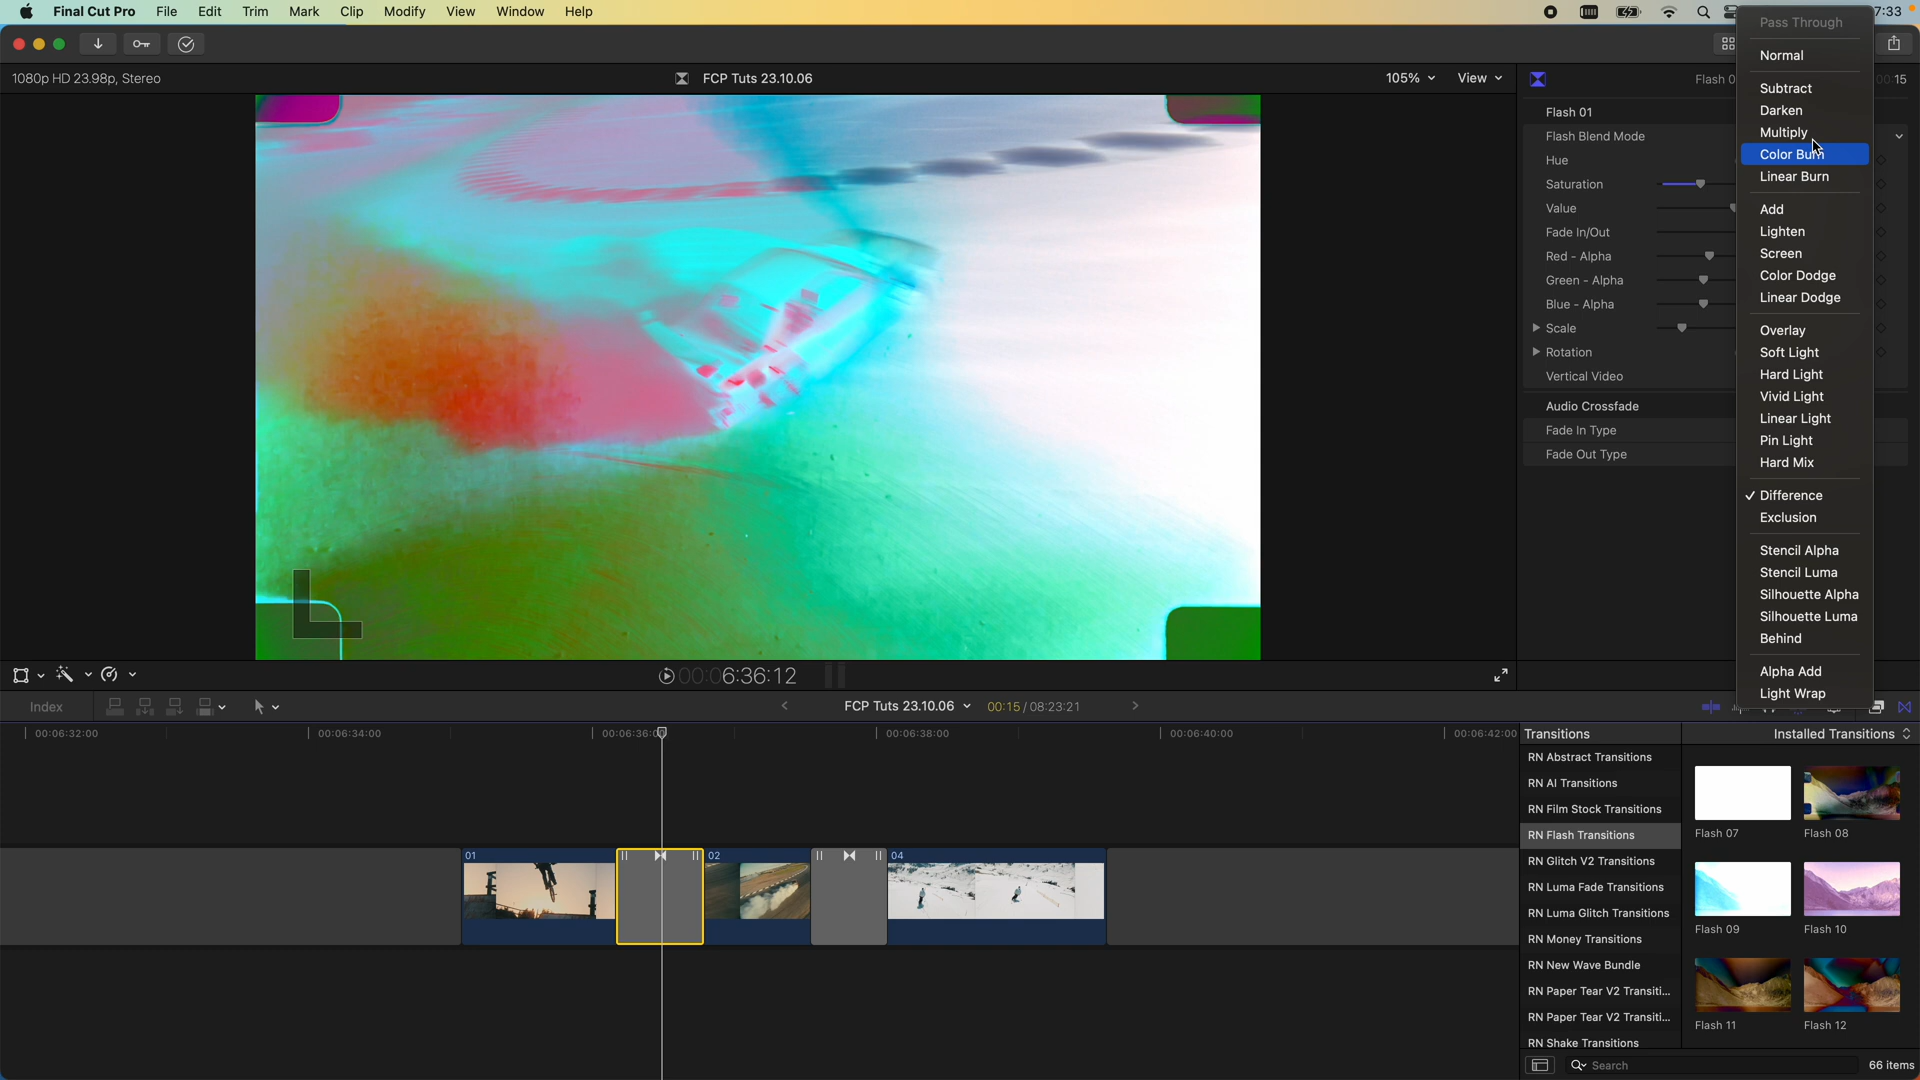 Final Cut Pro File Edit Trim Mark Clip Modify View Window Help
7:33
1080p HD 23.98p, Stereo
FCP Tuts 23.10.06
105%
View
Flash 0
00 15
Flash 01
Flash Blend Mode
Hue
Saturation
Value
Fade In/Out
Red - Alpha
Green - Alpha
Blue - Alpha
Scale
Rotation
Vertical Video
Audio Crossfade
Fade In Type
Fade Out Type
Pass Through
Normal
Subtract
Darken
Multiply
Color Burn
Linear Burn
Add
Lighten
Screen
Color Dodge
Linear Dodge
Overlay
Soft Light
Hard Light
Vivid Light
Linear Light
Pin Light
Hard Mix
✓ Difference
Exclusion
Stencil Alpha
Stencil Luma
Silhouette Alpha
Silhouette Luma
Behind
Alpha Add
Light Wrap
00:06:36:12
Index
FCP Tuts 23.10.06
00:15 / 08:23:21
00:06:32:00
00:06:34:00
00:06:36:00
00:06:38:00
00:06:40:00
00:06:42:00
01
02
04
Transitions
Installed Transitions
RN Abstract Transitions
RN AI Transitions
RN Film Stock Transitions
RN Flash Transitions
RN Glitch V2 Transitions
RN Luma Fade Transitions
RN Luma Glitch Transitions
RN Money Transitions
RN New Wave Bundle
RN Paper Tear V2 Transiti...
RN Paper Tear V2 Transiti...
RN Shake Transitions
Flash 07
Flash 08
Flash 09
Flash 10
Flash 11
Flash 12
Search
66 items